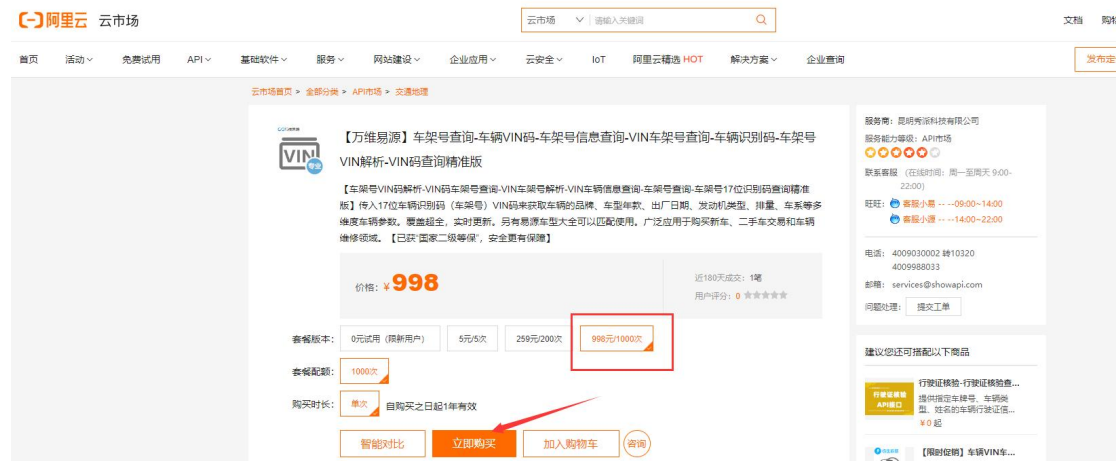 阿里云 云市场
云市场 请输入关键词
文档 购物
首页 活动 免费试用 API 基础软件 服务 网站建设 企业应用 云安全 IoT 阿里云精选 HOT 解决方案 企业查询
发布定
云市场首页 > 全部分类 > API市场 > 交通地理
VIN
专业
【万维易源】车架号查询-车辆VIN码-车架号信息查询-VIN车架号查询-车辆识别码-车架号
VIN解析-VIN码查询精准版
【车架号VIN码解析-VIN码车架号查询-VIN车架号解析-VIN车辆信息查询-车架号查询-车架号17位识别码查询精准
版】传入17位车辆识别码（车架号）VIN码来获取车辆的品牌、车型年款、出厂日期、发动机类型、排量、车系等多
维度车辆参数。覆盖超全，实时更新。另有易源车型大全可以匹配使用。广泛应用于购买新车、二手车交易和车辆
维修领域。【已获“国家二级等保”，安全更有保障】
价格: ¥ 998
近180天成交: 1笔
用户评分: 0
套餐版本: 0元试用（限新用户） 5元/5次 259元/200次 998元/1000次
套餐配额: 1000次
购买时长: 单次 自购买之日起1年有效
智能对比 立即购买 加入购物车 咨询
服务商: 昆明秀派科技有限公司
服务能力等级: API市场
联系客服 (在线时间: 周一至周天 9:00-
22:00)
旺旺: 客服小易 -- --09:00~14:00
客服小源 -- --14:00~22:00
电话: 4009030002 转10320
4009988033
邮箱: services@showapi.com
问题处理: 提交工单
建议您还可搭配以下商品
行驶证核验
API接口
行驶证核验-行驶证核验查...
提供指定车牌号、车辆类
型、姓名的车辆行驶证信...
¥ 0 起
【限时促销】车辆VIN车...